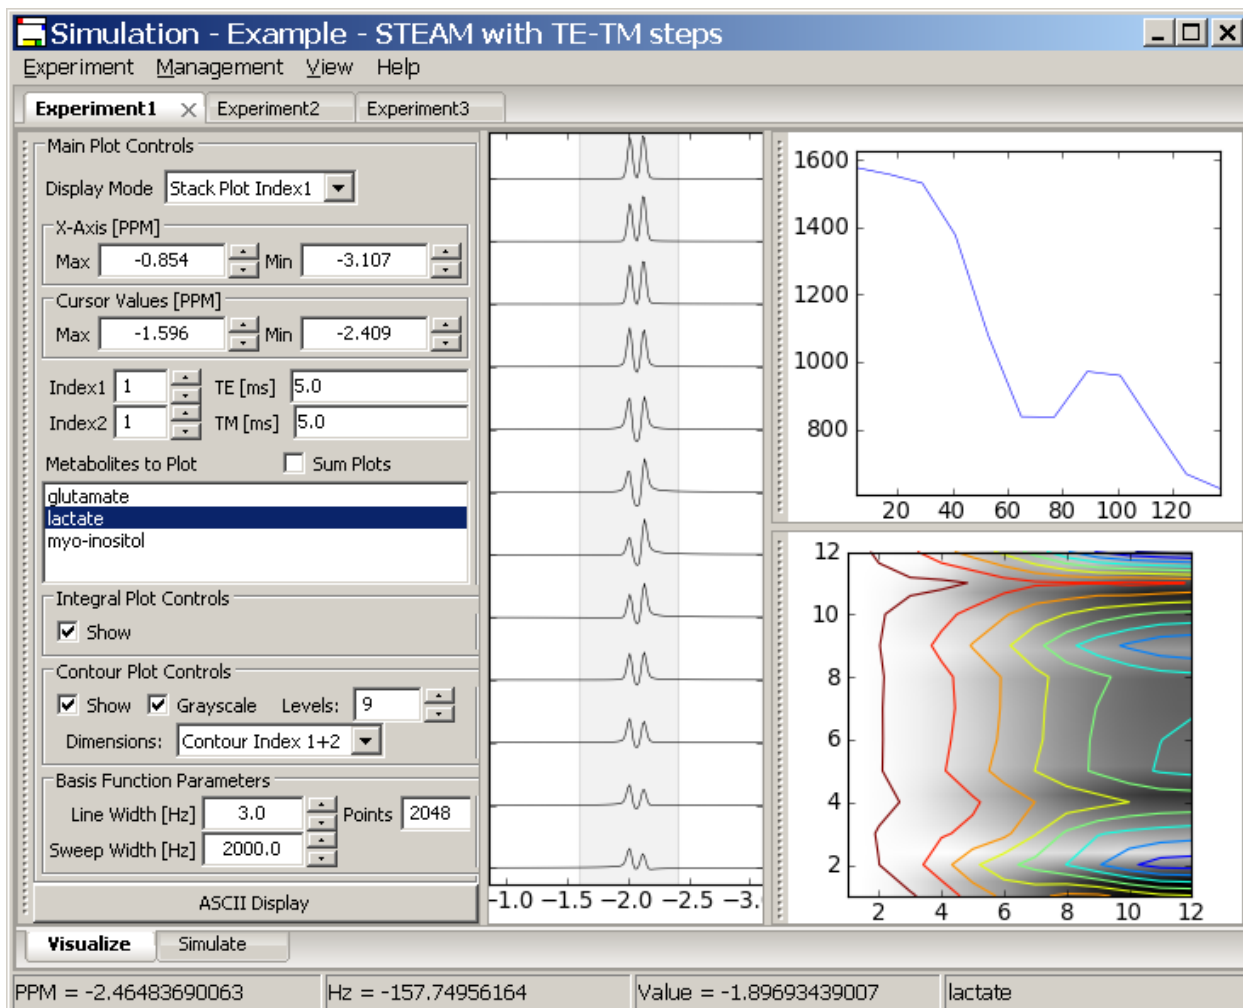 Simulation - Example - STEAM with TE-TM steps
Experiment Management View Help
Experiment1 Experiment2 Experiment3
Main Plot Controls
Display Mode Stack Plot Index1
X-Axis [PPM]
Max -0.854 Min -3.107
Cursor Values [PPM]
Max -1.596 Min -2.409
Index1 1 TE [ms] 5.0
Index2 1 TM [ms] 5.0
Metabolites to Plot Sum Plots
glutamate
lactate
myo-inositol
Integral Plot Controls
Show
Contour Plot Controls
Show Grayscale Levels: 9
Dimensions: Contour Index 1+2
Basis Function Parameters
Line Width [Hz] 3.0 Points 2048
Sweep Width [Hz] 2000.0
ASCII Display
-1.0 -1.5 -2.0 -2.5 -3.
1600
1400
1200
1000
800
20 40 60 80 100 120
12
10
8
6
4
2
2 4 6 8 10 12
Visualize Simulate
PPM = -2.46483690063 Hz = -157.74956164 Value = -1.89693439007 lactate